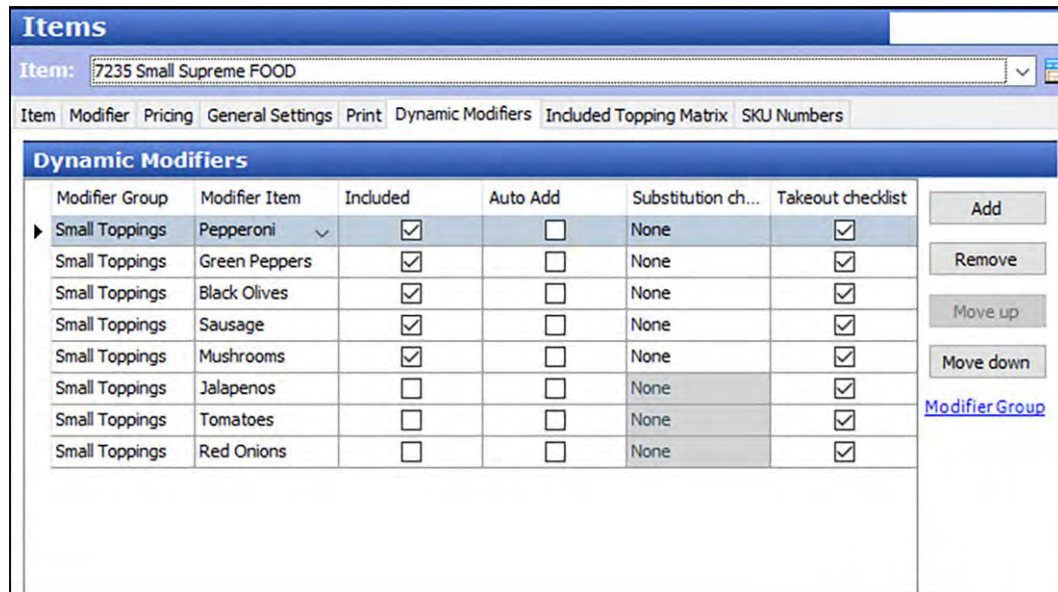 Items
Item: 7235 Small Supreme FOOD
Item Modifier Pricing General Settings Print Dynamic Modifiers Included Topping Matrix SKU Numbers
Dynamic Modifiers
Modifier Group Modifier Item Included Auto Add Substitution ch... Takeout checklist
Small Toppings Pepperoni None
Small Toppings Green Peppers None
Small Toppings Black Olives None
Small Toppings Sausage None
Small Toppings Mushrooms None
Small Toppings Jalapenos None
Small Toppings Tomatoes None
Small Toppings Red Onions None
Add
Remove
Move up
Move down
Modifier Group